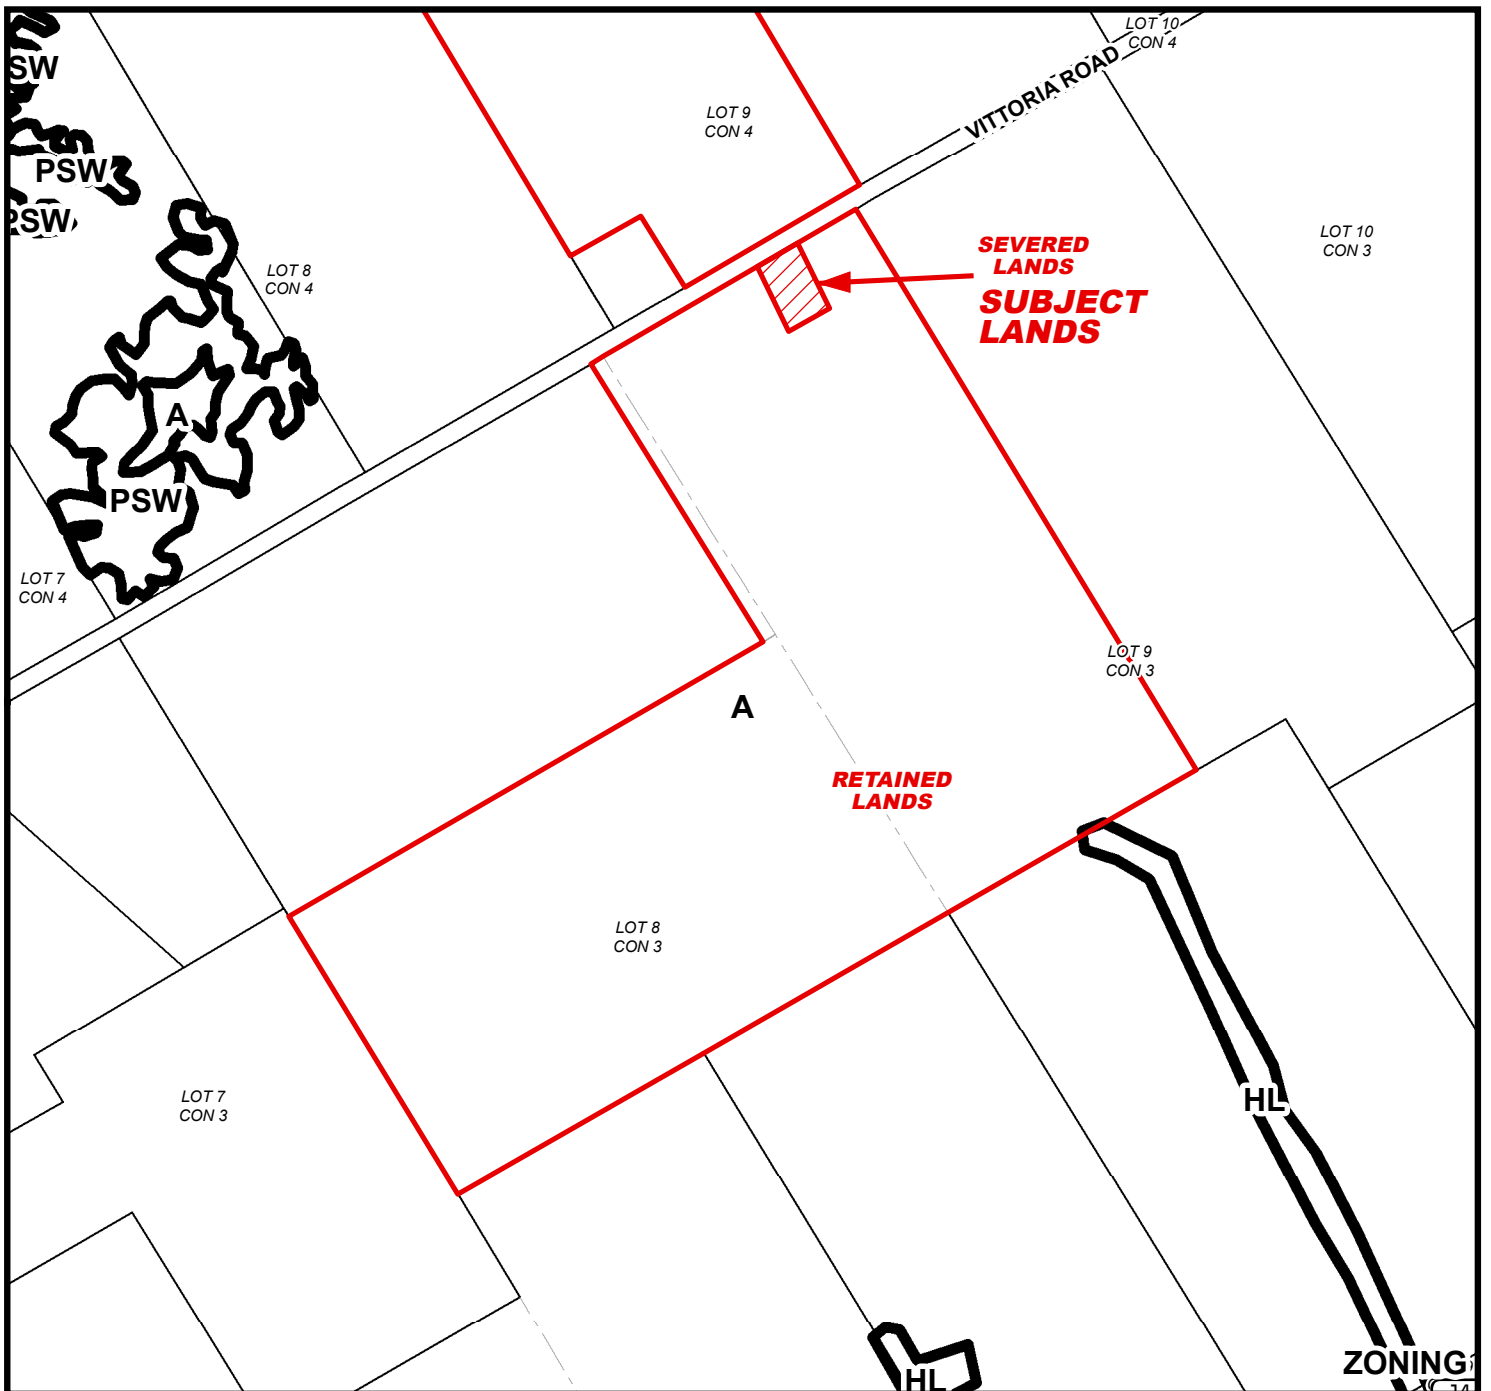 LOT 10
CON 4
SW
VITTORIA ROAD
LOT 9
CON 4
PSW
PSW
LOT 10
CON 3
SEVERED
LANDS
SUBJECT
LANDS
LOT 8
CON 4
A
PSW
LOT 7
CON 4
LOT 9
CON 3
A
RETAINED
LANDS
LOT 8
CON 3
LOT 7
CON 3
HL
ZONING
HL